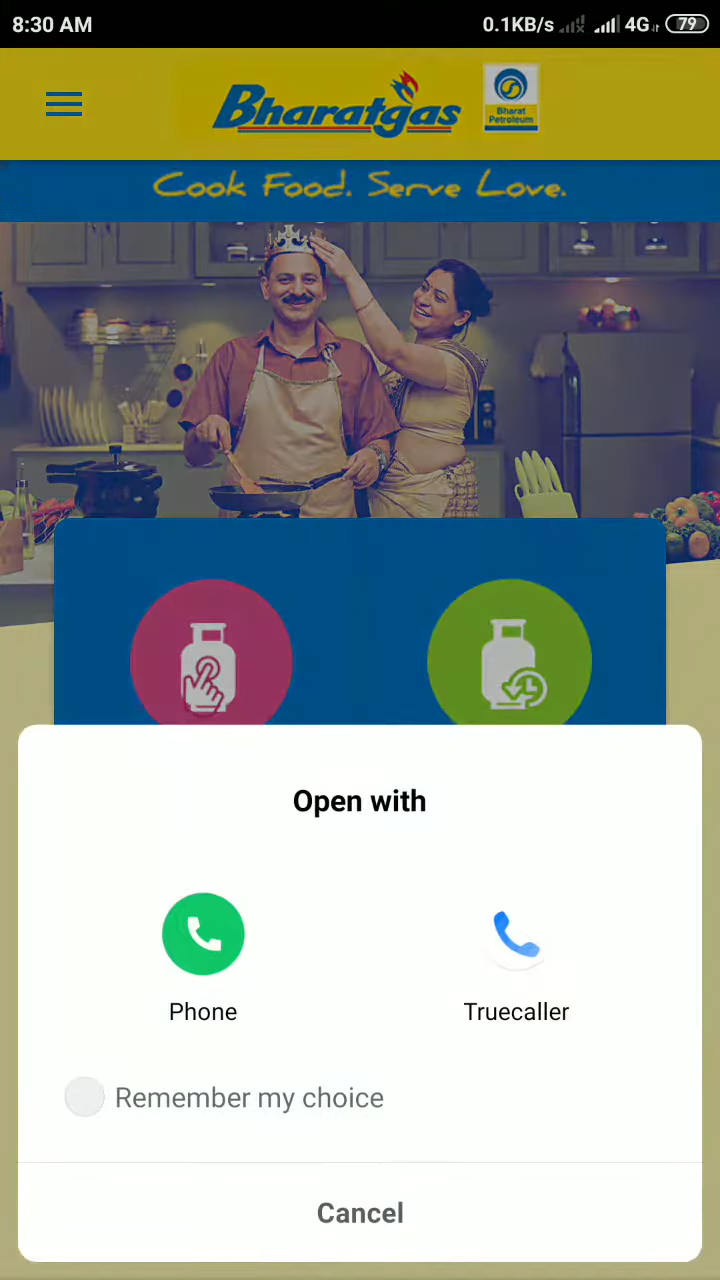 8:30 AM 0.1KB/s 4G 79
Bharatgas
Bharat
Petroleum
Cook Food. Serve Love.
Open with
Phone Truecaller
Remember my choice
Cancel